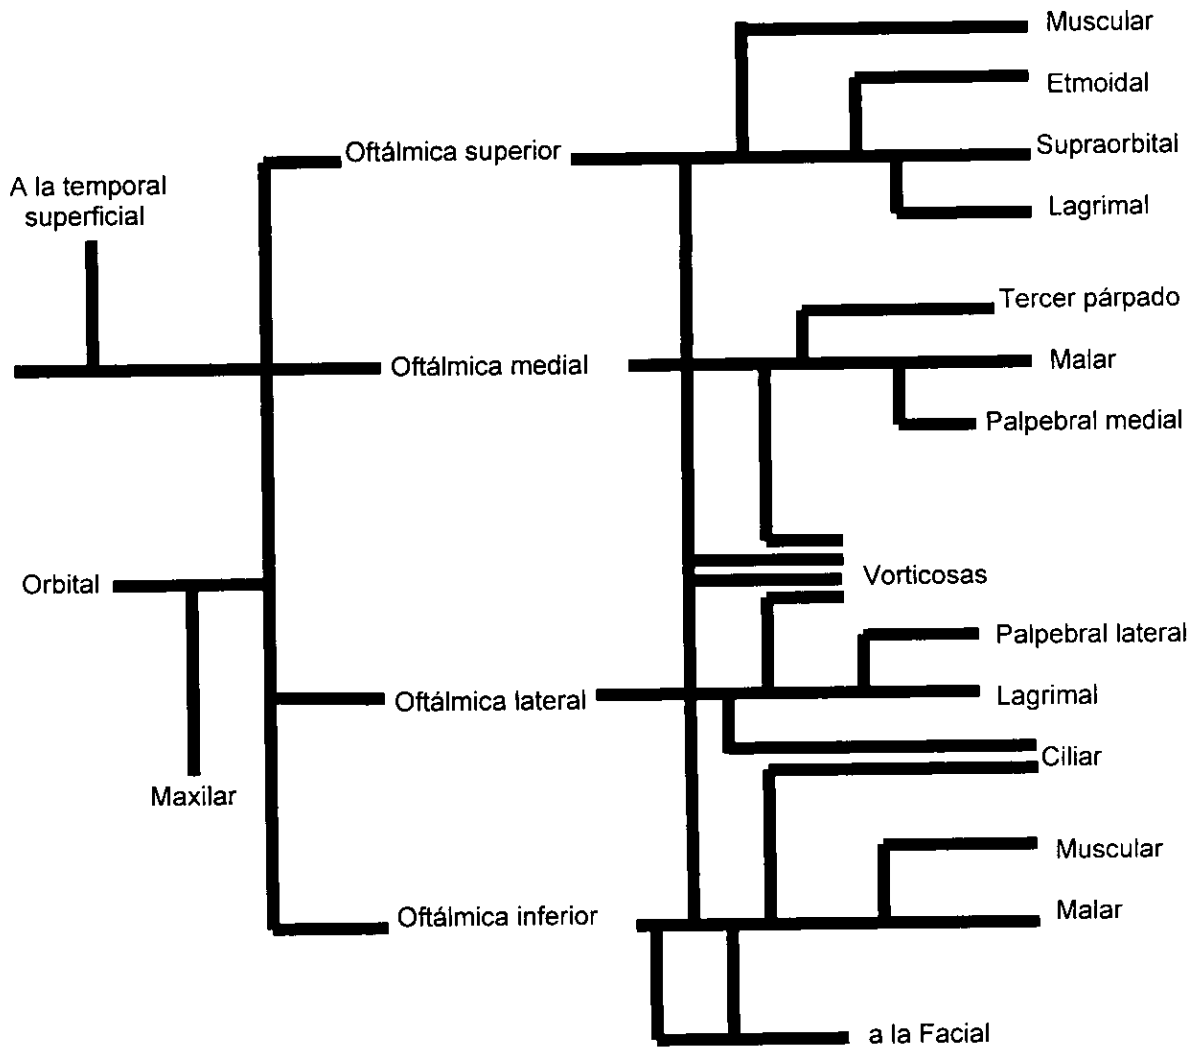 Muscular
Etmoidal
Oftálmica superior
Supraorbital
A la temporal
superficial
Lagrimal
Tercer párpado
Oftálmica medial
Malar
Palpebral medial
Orbital
Vorticosas
Palpebral lateral
Oftálmica lateral
Lagrimal
Ciliar
Maxilar
Muscular
Oftálmica inferior
Malar
a la Facial